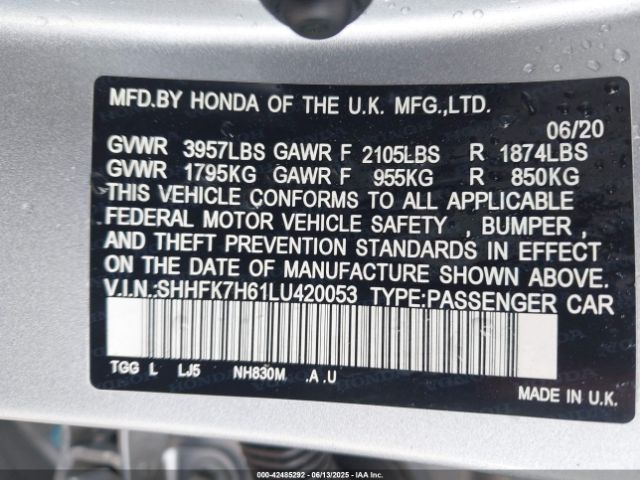 MFD.BY HONDA OF THE U.K. MFG.,LTD.
06/20
GVWR 3957LBS GAWR F 2105LBS R 1874LBS
GVWR 1795KG GAWR F 955KG R 850KG
THIS VEHICLE CONFORMS TO ALL APPLICABLE
FEDERAL MOTOR VEHICLE SAFETY , BUMPER ,
AND THEFT PREVENTION STANDARDS IN EFFECT
ON THE DATE OF MANUFACTURE SHOWN ABOVE.
V.I.N.:SHHFK7H61LU420053 TYPE:PASSENGER CAR
TGG L LJ5 NH830M .A .U
MADE IN U.K.
000-42485292 - 06/13/2025 - IAA Inc.